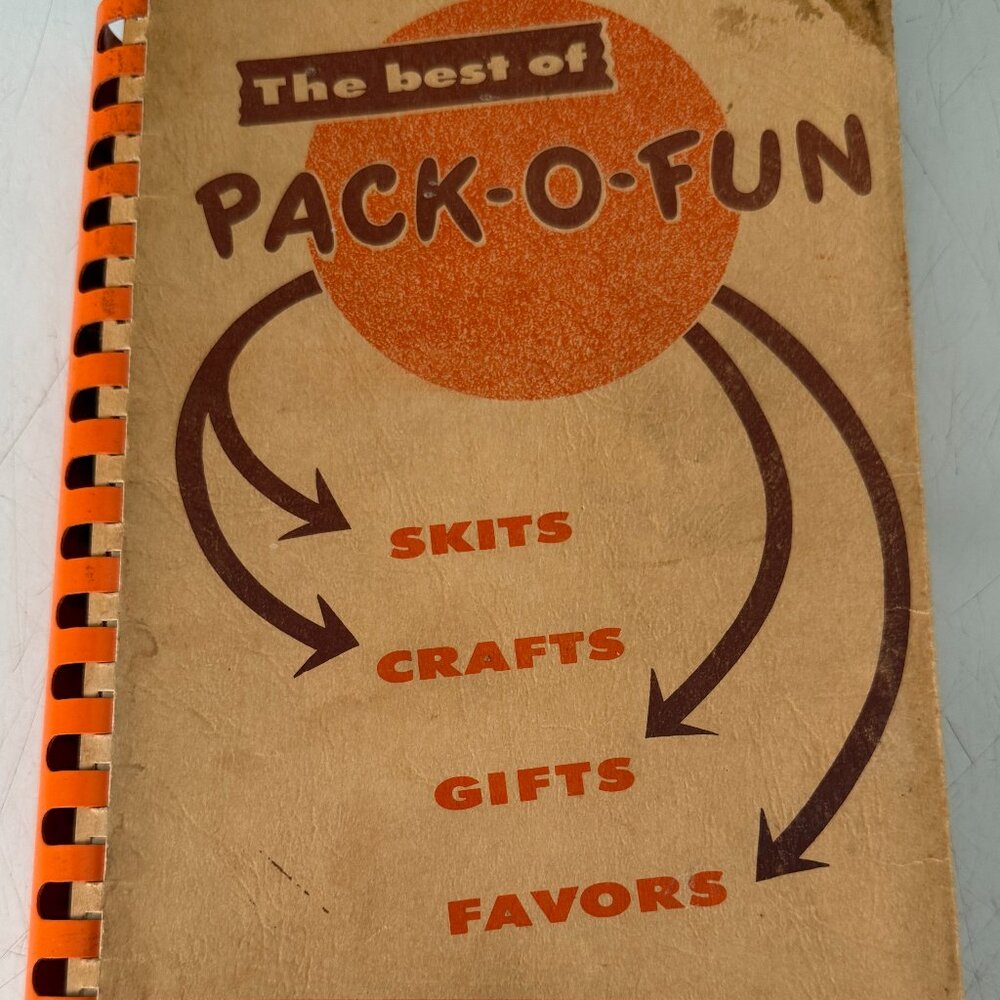 The best of
PACK-O-FUN
SKITS
CRAFTS
GIFTS
FAVORS